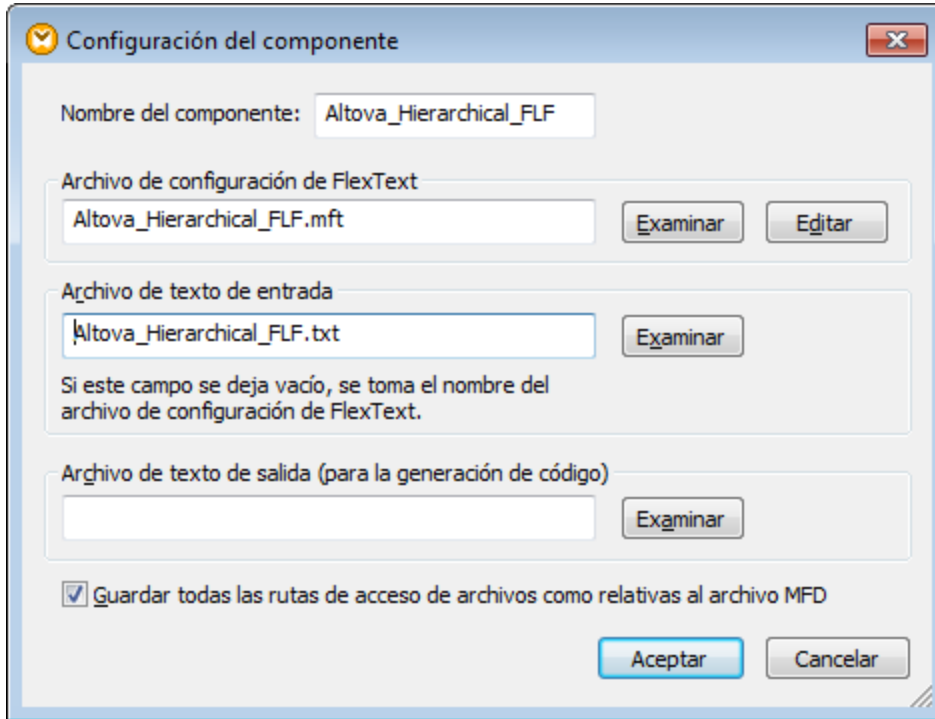 Configuración del componente
Nombre del componente: Altova_Hierarchical_FLF
Archivo de configuración de FlexText
Altova_Hierarchical_FLF.mft Examinar Editar
Archivo de texto de entrada
Altova_Hierarchical_FLF.txt Examinar
Si este campo se deja vacío, se toma el nombre del
archivo de configuración de FlexText.
Archivo de texto de salida (para la generación de código)
Examinar
Guardar todas las rutas de acceso de archivos como relativas al archivo MFD
Aceptar Cancelar